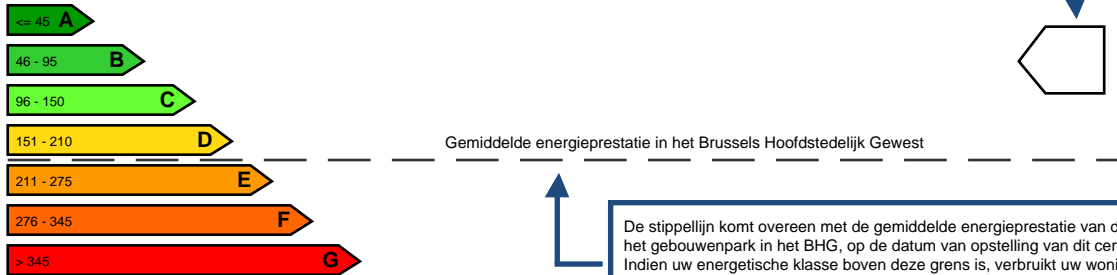 <= 45 A
46 - 95 B
96 - 150 C
151 - 210 D
Gemiddelde energieprestatie in het Brussels Hoofdstedelijk Gewest
211 - 275 E
276 - 345 F
> 345 G
De stippellijn komt overeen met de gemiddelde energieprestatie van
het gebouwenpark in het BHG, op de datum van opstelling van dit
Indien uw energetische klasse boven deze grens is, verbruikt uw